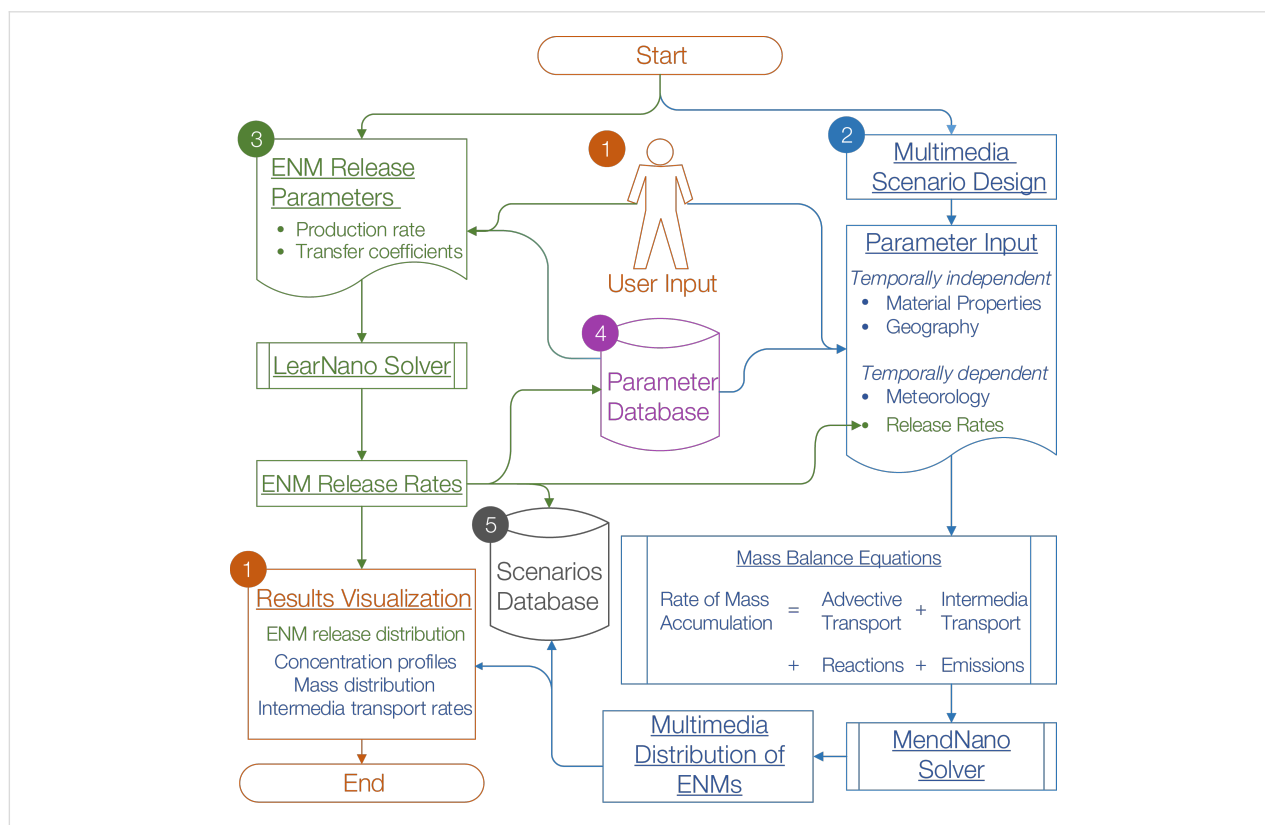 Start
3
ENM Release
Parameters
• Production rate
• Transfer coefficients
1
User Input
2
Multimedia
Scenario Design
Parameter Input
Temporally independent
• Material Properties
• Geography
Temporally dependent
• Meteorology
• Release Rates
LearNano Solver
4
Parameter
Database
ENM Release Rates
5
Scenarios
Database
Mass Balance Equations
Rate of Mass Accumulation = Advective Transport + Intermedia Transport
+ Reactions + Emissions
1
Results Visualization
ENM release distribution
Concentration profiles
Mass distribution
Intermedia transport rates
Multimedia
Distribution of
ENMs
MendNano
Solver
End